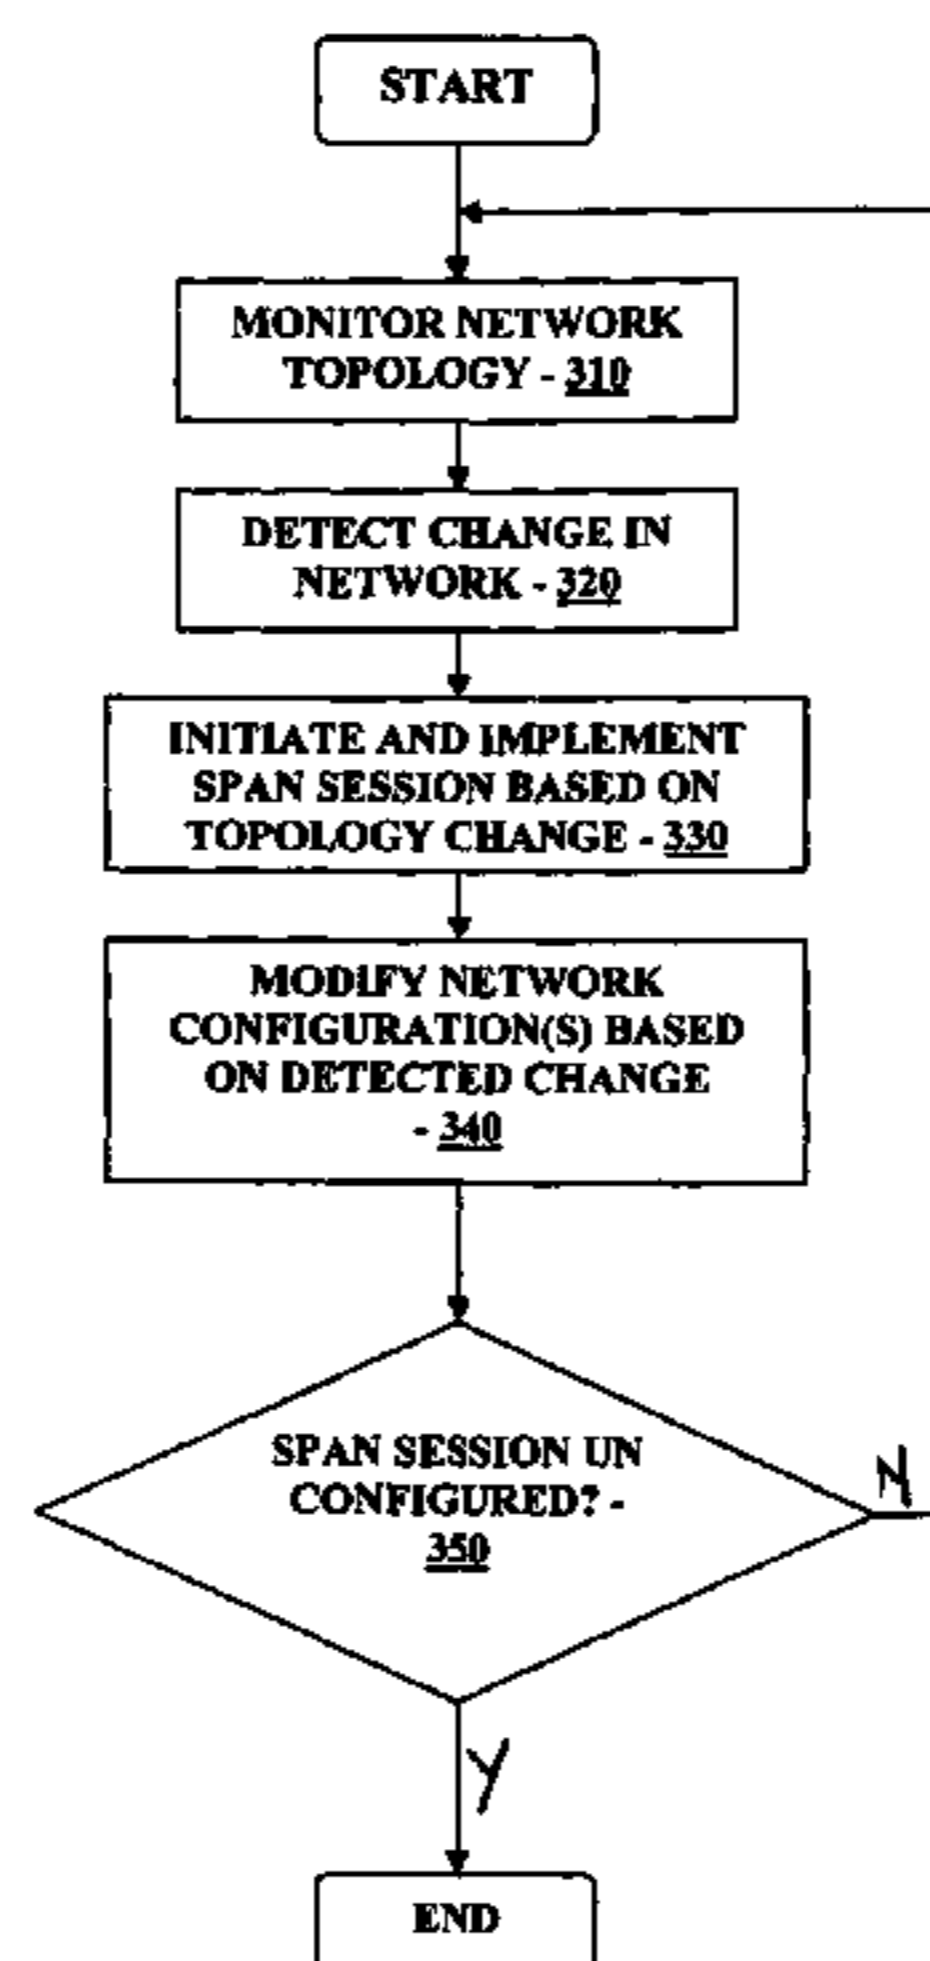 START
MONITOR NETWORK
TOPOLOGY - 310
DETECT CHANGE IN
NETWORK - 320
INITIATE AND IMPLEMENT
SPAN SESSION BASED ON
TOPOLOGY CHANGE - 330
MODIFY NETWORK
CONFIGURATION(S) BASED
ON DETECTED CHANGE
- 340
SPAN SESSION UN
CONFIGURED? -
350
N
Y
END